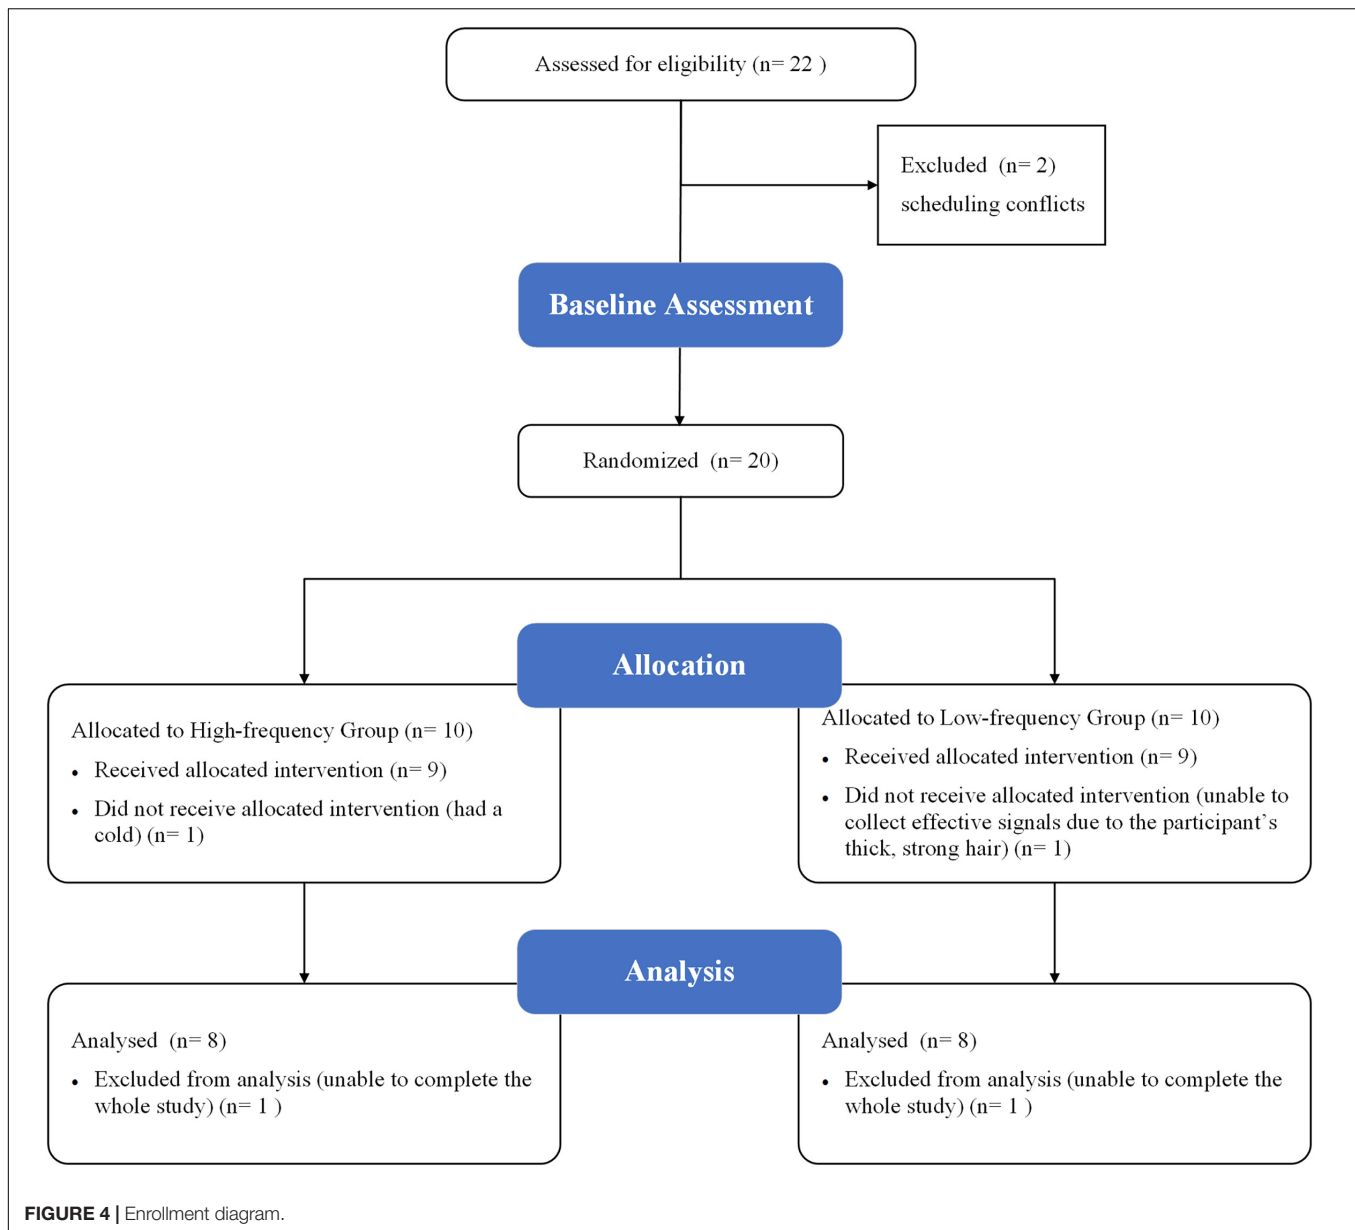 Assessed for eligibility (n= 22 )
Excluded  (n= 2)
scheduling conflicts
Baseline Assessment
Randomized  (n= 20)
Allocation
Allocated to High-frequency Group (n= 10)
• Received allocated intervention (n= 9)
• Did not receive allocated intervention (had a
cold) (n= 1)
Allocated to Low-frequency Group (n= 10)
• Received allocated intervention (n= 9)
• Did not receive allocated intervention (unable to
collect effective signals due to the participant’s
thick, strong hair) (n= 1)
Analysis
Analysed  (n= 8)
• Excluded from analysis (unable to complete the
whole study) (n= 1 )
Analysed  (n= 8)
• Excluded from analysis (unable to complete the
whole study) (n= 1 )
FIGURE 4 | Enrollment diagram.